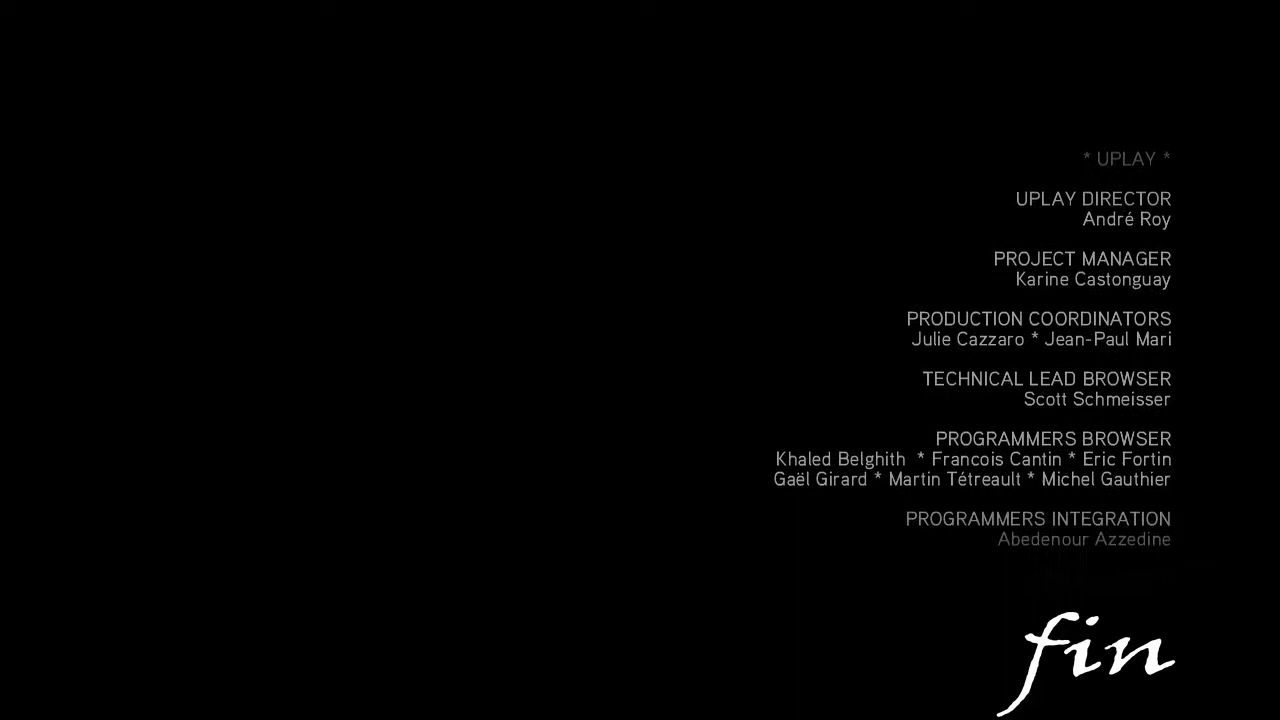 * UPLAY *
UPLAY DIRECTOR
André Roy
PROJECT MANAGER
Karine Castonguay
PRODUCTION COORDINATORS
Julie Cazzaro * Jean-Paul Mari
TECHNICAL LEAD BROWSER
Scott Schmeisser
PROGRAMMERS BROWSER
Khaled Belghith * Francois Cantin * Eric Fortin
Gaël Girard * Martin Tétreault * Michel Gauthier
PROGRAMMERS INTEGRATION
Abedenour Azzedine
fin